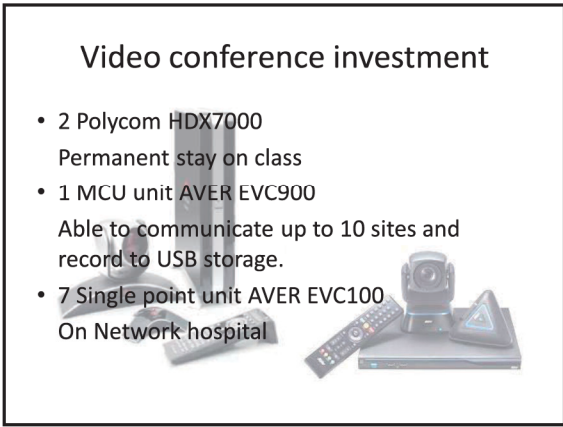 Video conference investment
• 2 Polycom HDX7000
Permanent stay on class
• 1 MCU unit AVER EVC900
Able to communicate up to 10 sites and
record to USB storage.
• 7 Single point unit AVER EVC100
On Network hospital